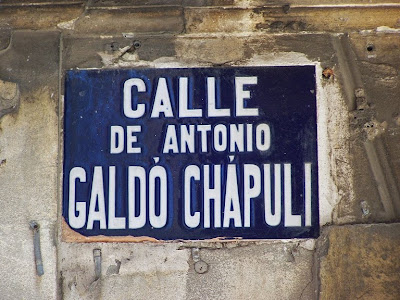 CALLE
DE ANTONIO
GALDÓ CHÁPULI